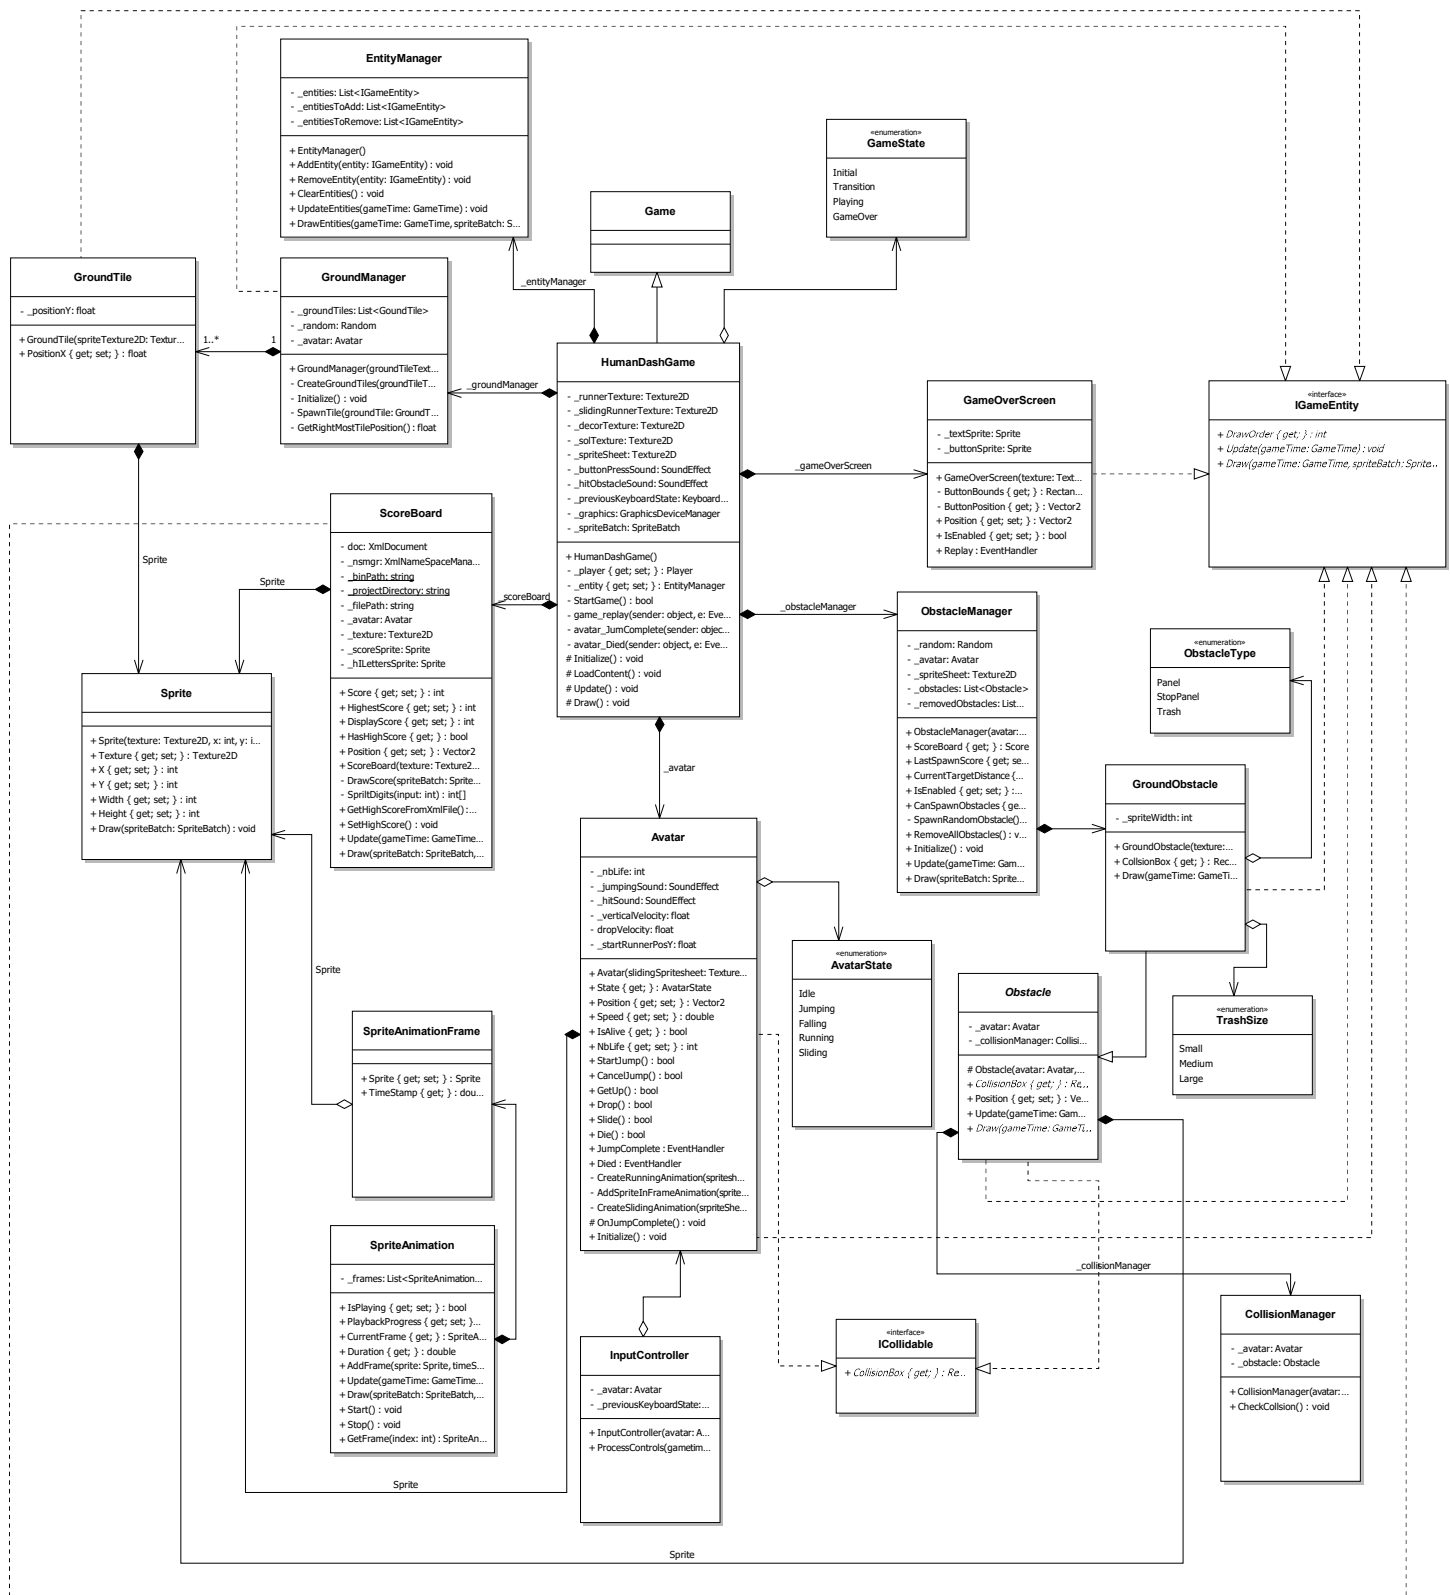 EntityManager
- _entities: List<IGameEntity>
- _entitiesToAdd: List<IGameEntity>
- _entitiesToRemove: List<IGameEntity>
+ EntityManager()
+ AddEntity(entity: IGameEntity) : void
+ RemoveEntity(entity: IGameEntity) : void
+ ClearEntities() : void
+ UpdateEntities(gameTime: GameTime) : void
+ DrawEntities(gameTime: GameTime, spriteBatch: S...
«enumeration»
GameState
Initial
Transition
Playing
GameOver
Game
GroundTile
- _positionY: float
+ GroundTile(spriteTexture2D: Textur...
+ PositionX { get; set; } : float
1..*
1
GroundManager
- _groundTiles: List<GoundTile>
- _random: Random
- _avatar: Avatar
+ GroundManager(groundTileText...
- CreateGroundTiles(groundTileT...
- Initialize() : void
- SpawnTile(groundTile: GroundT...
- GetRightMostTilePosition() : float
_entityManager
_groundManager
HumanDashGame
- _runnerTexture: Texture2D
- _slidingRunnerTexture: Texture2D
- _decorTexture: Texture2D
- _solTexture: Texture2D
- _spriteSheet: Texture2D
- _buttonPressSound: SoundEffect
- _hitObstacleSound: SoundEffect
- _previousKeyboardState: Keyboard...
- _graphics: GraphicsDeviceManager
- _spriteBatch: SpriteBatch
+ HumanDashGame()
- _player { get; set; } : Player
- _entity { get; set; } : EntityManager
- StartGame() : bool
- game_replay(sender: object, e: Eve...
- avatar_JumComplete(sender: objec...
- avatar_Died(sender: object, e: Eve...
# Initialize() : void
# LoadContent() : void
# Update() : void
# Draw() : void
_gameOverScreen
GameOverScreen
- _textSprite: Sprite
- _buttonSprite: Sprite
+ GameOverScreen(texture: Text...
- ButtonBounds { get; } : Rectan...
- ButtonPosition { get; } : Vector2
+ Position { get; set; } : Vector2
+ IsEnabled { get; set; } : bool
+ Replay : EventHandler
«interface»
IGameEntity
+ DrawOrder { get; } : int
+ Update(gameTime: GameTime) : void
+ Draw(gameTime: GameTime, spriteBatch: Sprite...
ScoreBoard
- doc: XmlDocument
- _nsmgr: XmlNameSpaceMana...
- _binPath: string
- _projectDirectory: string
- _filePath: string
- _avatar: Avatar
- _texture: Texture2D
- _scoreSprite: Sprite
- _hILettersSprite: Sprite
+ Score { get; set; } : int
+ HighestScore { get; set; } : int
+ DisplayScore { get; set; } : int
+ HasHighScore { get; } : bool
+ Position { get; set; } : Vector2
+ ScoreBoard(texture: Texture2...
- DrawScore(spriteBatch: Sprite...
- SpriltDigits(input: int) : int[]
+ GetHighScoreFromXmlFile() :...
+ SetHighScore() : void
+ Update(gameTime: GameTime...
+ Draw(spriteBatch: SpriteBatch,...
_scoreBoard
Sprite
Sprite
_obstacleManager
ObstacleManager
- _random: Random
- _avatar: Avatar
- _spriteSheet: Texture2D
- _obstacles: List<Obstacle>
- _removedObstacles: List...
+ ObstacleManager(avatar:...
+ ScoreBoard { get; } : Score
+ LastSpawnScore { get; se...
+ CurrentTargetDistance {...
+ IsEnabled { get; set; } :...
+ CanSpawnObstacles { ge...
- SpawnRandomObstacle()...
+ RemoveAllObstacles() : v...
+ Initialize() : void
+ Update(gameTime: Gam...
+ Draw(spriteBatch: Sprite...
«enumeration»
ObstacleType
Panel
StopPanel
Trash
Sprite
+ Sprite(texture: Texture2D, x: int, y: i...
+ Texture { get; set; } : Texture2D
+ X { get; set; } : int
+ Y { get; set; } : int
+ Width { get; set; } : int
+ Height { get; set; } : int
+ Draw(spriteBatch: SpriteBatch) : void
GroundObstacle
- _spriteWidth: int
+ GroundObstacle(texture:...
+ CollsionBox { get; } : Rec...
+ Draw(gameTime: GameTi...
_avatar
Avatar
- _nbLife: int
- _jumpingSound: SoundEffect
- _hitSound: SoundEffect
- _verticalVelocity: float
- dropVelocity: float
- _startRunnerPosY: float
+ Avatar(slidingSpritesheet: Texture...
+ State { get; } : AvatarState
+ Position { get; set; } : Vector2
+ Speed { get; set; } : double
+ IsAlive { get; } : bool
+ NbLife { get; set; } : int
+ StartJump() : bool
+ CancelJump() : bool
+ GetUp() : bool
+ Drop() : bool
+ Slide() : bool
+ Die() : bool
+ JumpComplete : EventHandler
+ Died : EventHandler
- CreateRunningAnimation(spritesh...
- AddSpriteInFrameAnimation(sprite...
- CreateSlidingAnimation(srpriteShe...
# OnJumpComplete() : void
+ Initialize() : void
«enumeration»
AvatarState
Idle
Jumping
Falling
Running
Sliding
Obstacle
- _avatar: Avatar
- _collisionManager: Collisi...
# Obstacle(avatar: Avatar,...
+ CollisionBox { get; } : Re...
+ Position { get; set; } : Ve...
+ Update(gameTime: Gam...
+ Draw(gameTime: GameTi...
«enumeration»
TrashSize
Small
Medium
Large
Sprite
SpriteAnimationFrame
+ Sprite { get; set; } : Sprite
+ TimeStamp { get; } : dou...
SpriteAnimation
- _frames: List<SpriteAnimation...
+ IsPlaying { get; set; } : bool
+ PlaybackProgress { get; set; }...
+ CurrentFrame { get; } : SpriteA...
+ Duration { get; } : double
+ AddFrame(sprite: Sprite, timeS...
+ Update(gameTime: GameTime...
+ Draw(spriteBatch: SpriteBatch,...
+ Start() : void
+ Stop() : void
+ GetFrame(index: int) : SpriteAn...
_collisionManager
InputController
- _avatar: Avatar
- _previousKeyboardState:...
+ InputController(avatar: A...
+ ProcessControls(gametim...
«interface»
ICollidable
+ CollisionBox { get; } : Re...
CollisionManager
- _avatar: Avatar
- _obstacle: Obstacle
+ CollisionManager(avatar:...
+ CheckCollsion() : void
Sprite
Sprite